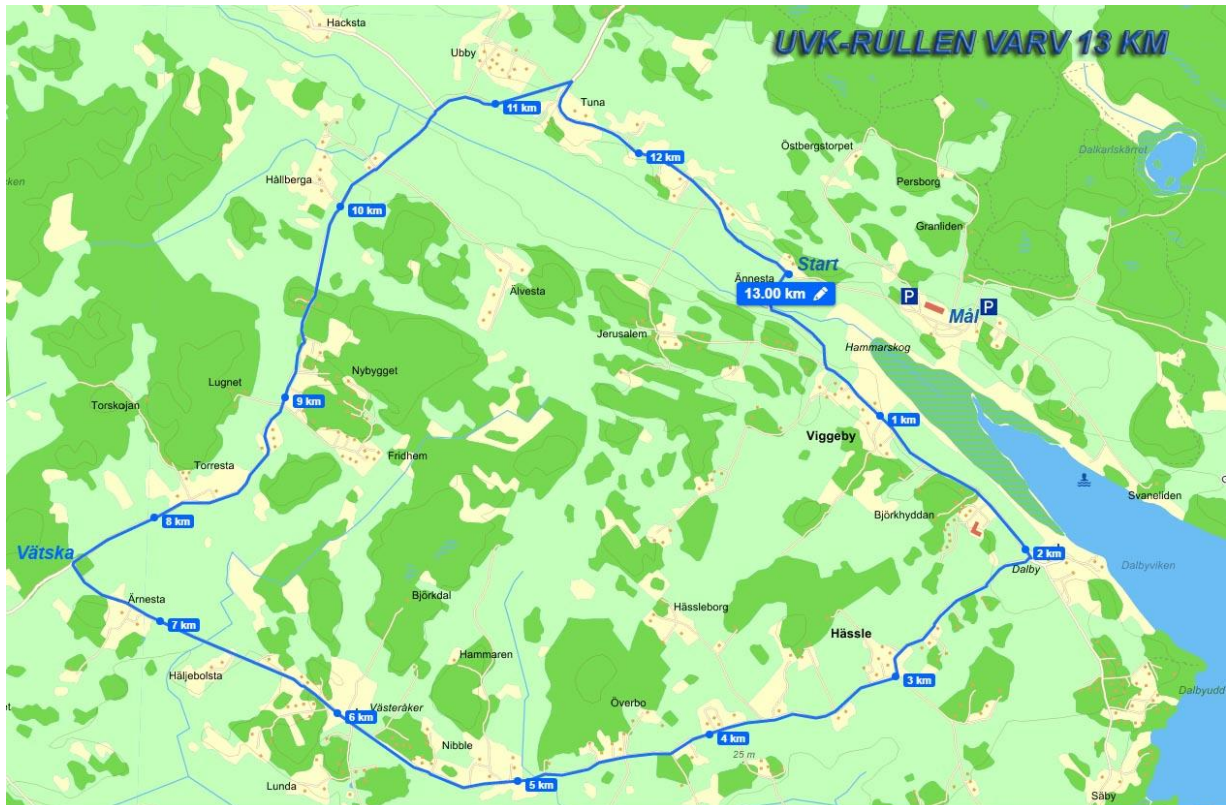 Hacksta
Ubby
UVK-RULLEN VARV 13 KM
11 km
Tuna
12 km
Östbergstorpet
Dalkarlskärret
Persborg
Hällberga
10 km
Granliden
Start
Ännesta
13.00 km
P
P
Mål
Älvesta
Jerusalem
Hammarskog
Nybygget
Lugnet
9 km
Torskojan
1 km
Viggeby
Fridhem
Torresta
Svaneliden
Björkhyddan
8 km
Vätska
2 km
Dalby
Dalbyviken
Björkdal
Ärnesta
Hässleborg
7 km
Hässle
Hammaren
Häljebolsta
3 km
Dalbyudd
Överbo
Västeråker
6 km
4 km
Nibble
25 m
5 km
Lunda
Säby